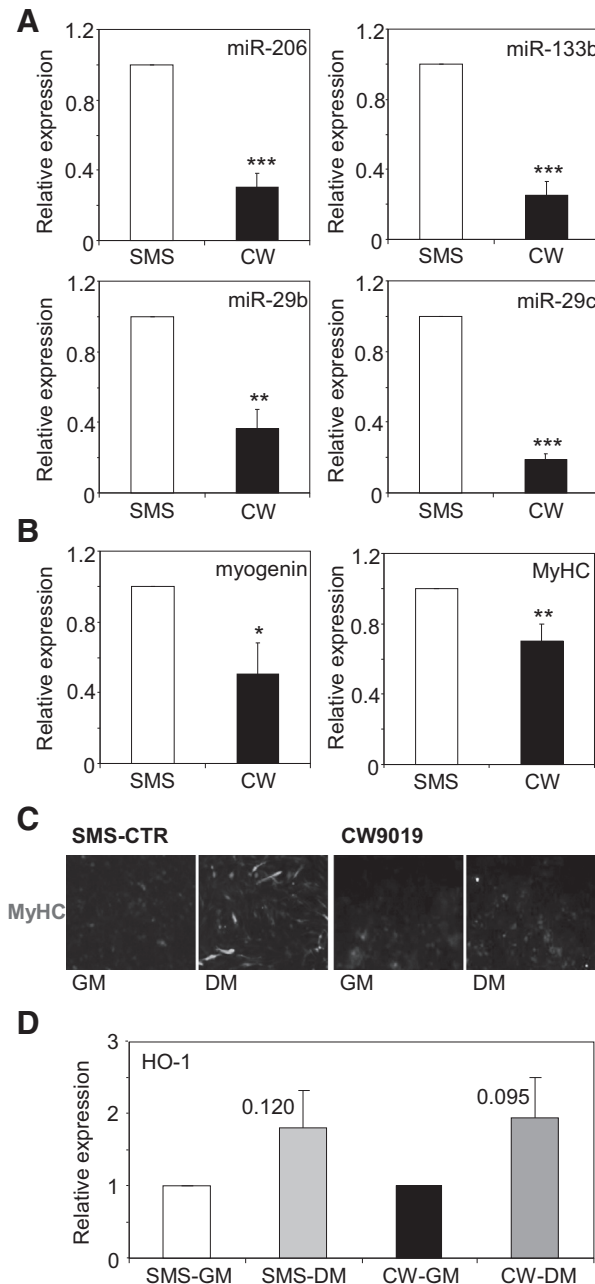 A
Relative expression
1.2
0.8
0.4
0
miR-206
***
SMS
CW
Relative expression
1.2
0.8
0.4
0
miR-133b
***
SMS
CW
Relative expression
1.2
0.8
0.4
0
miR-29b
**
SMS
CW
Relative expression
1.2
0.8
0.4
0
miR-29c
***
SMS
CW
B
Relative expression
1.2
0.8
0.4
0
myogenin
*
SMS
CW
Relative expression
1.2
0.8
0.4
0
MyHC
**
SMS
CW
C
SMS-CTR
CW9019
MyHC
GM
DM
GM
DM
D
Relative expression
3
2
1
0
HO-1
0.120
0.095
SMS-GM
SMS-DM
CW-GM
CW-DM